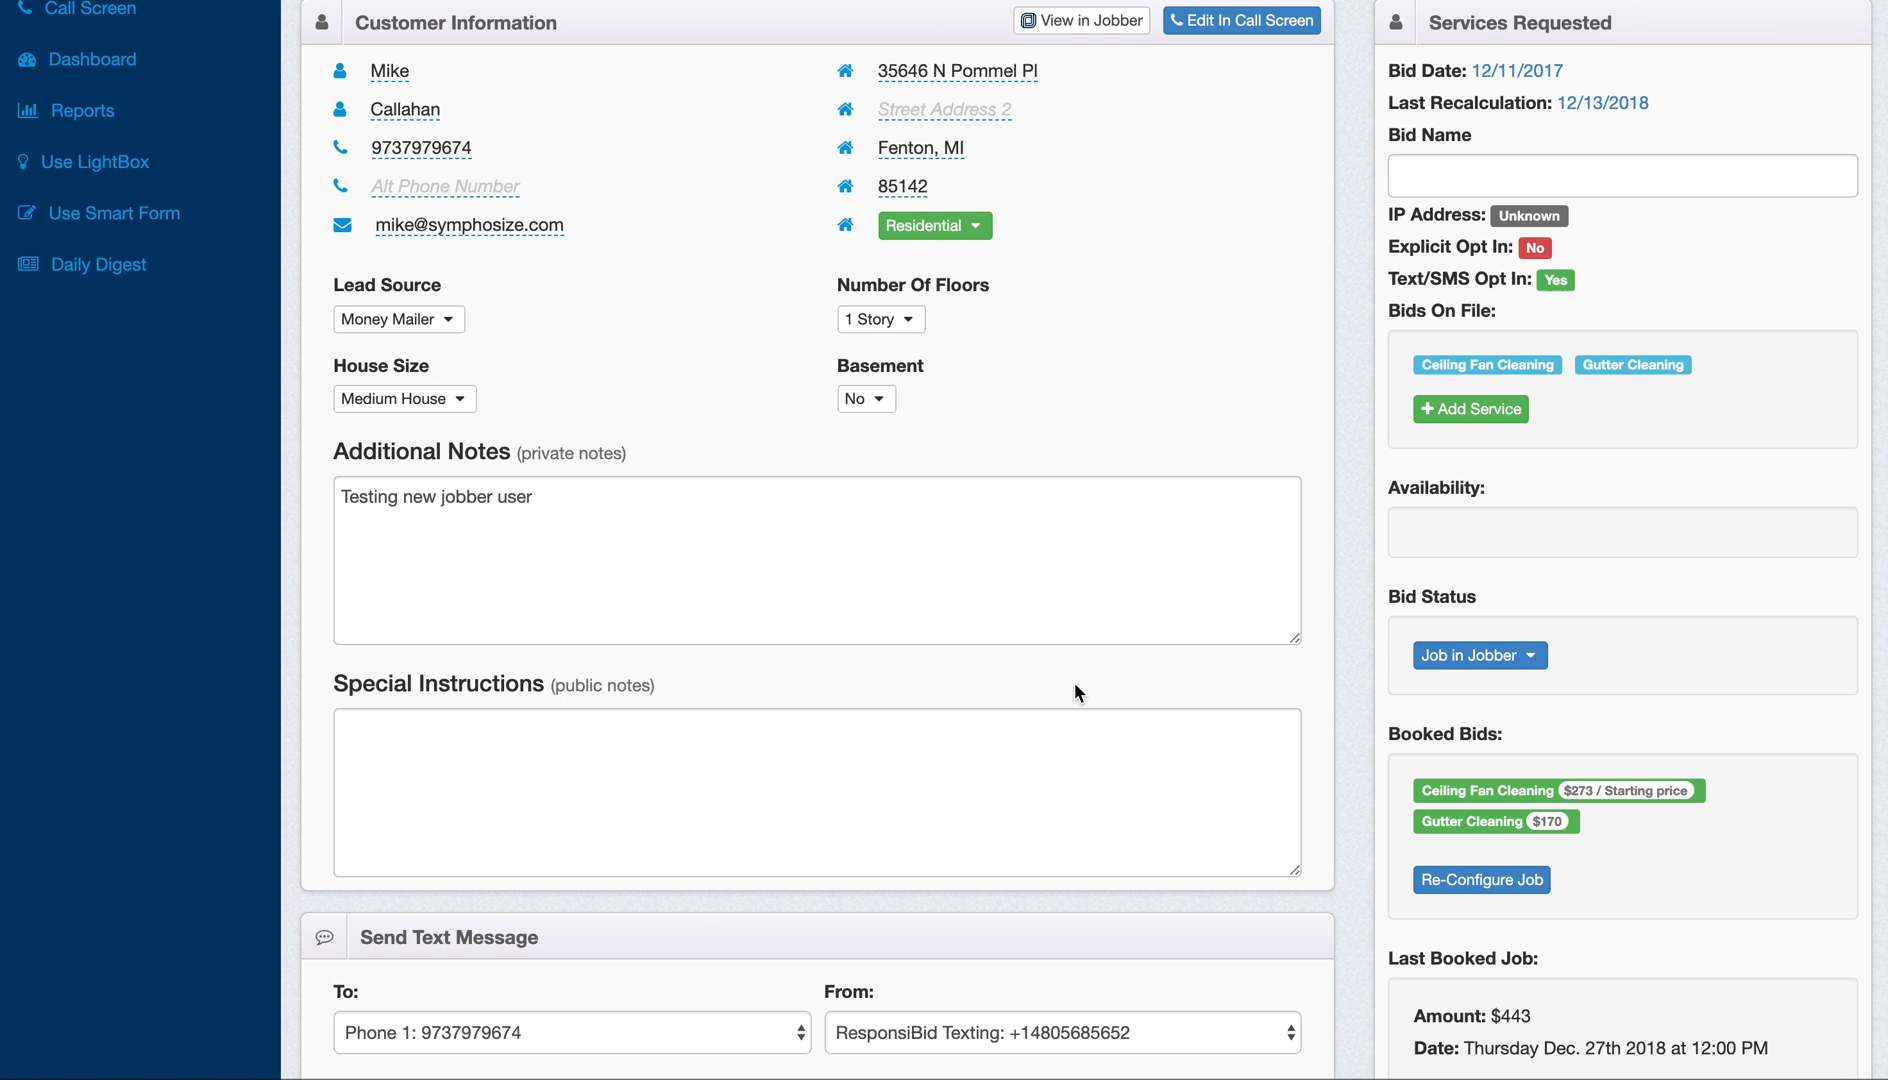 Call Screen
Dashboard
Reports
Use LightBox
Use Smart Form
Daily Digest
Customer Information
View in Jobber
Edit In Call Screen
Mike
35646 N Pommel Pl
Callahan
Street Address 2
9737979674
Fenton, MI
Alt Phone Number
85142
mike@symphosize.com
Residential
Lead Source
Number Of Floors
Money Mailer
1 Story
House Size
Basement
Medium House
No
Additional Notes (private notes)
Testing new jobber user
Special Instructions (public notes)
Send Text Message
To:
From:
Phone 1: 9737979674
ResponsiBid Texting: +14805685652
Services Requested
Bid Date: 12/11/2017
Last Recalculation: 12/13/2018
Bid Name
IP Address: Unknown
Explicit Opt In: No
Text/SMS Opt In: Yes
Bids On File:
Ceiling Fan Cleaning Gutter Cleaning
+ Add Service
Availability:
Bid Status
Job in Jobber
Booked Bids:
Ceiling Fan Cleaning $273 / Starting price
Gutter Cleaning $170
Re-Configure Job
Last Booked Job:
Amount: $443
Date: Thursday Dec. 27th 2018 at 12:00 PM